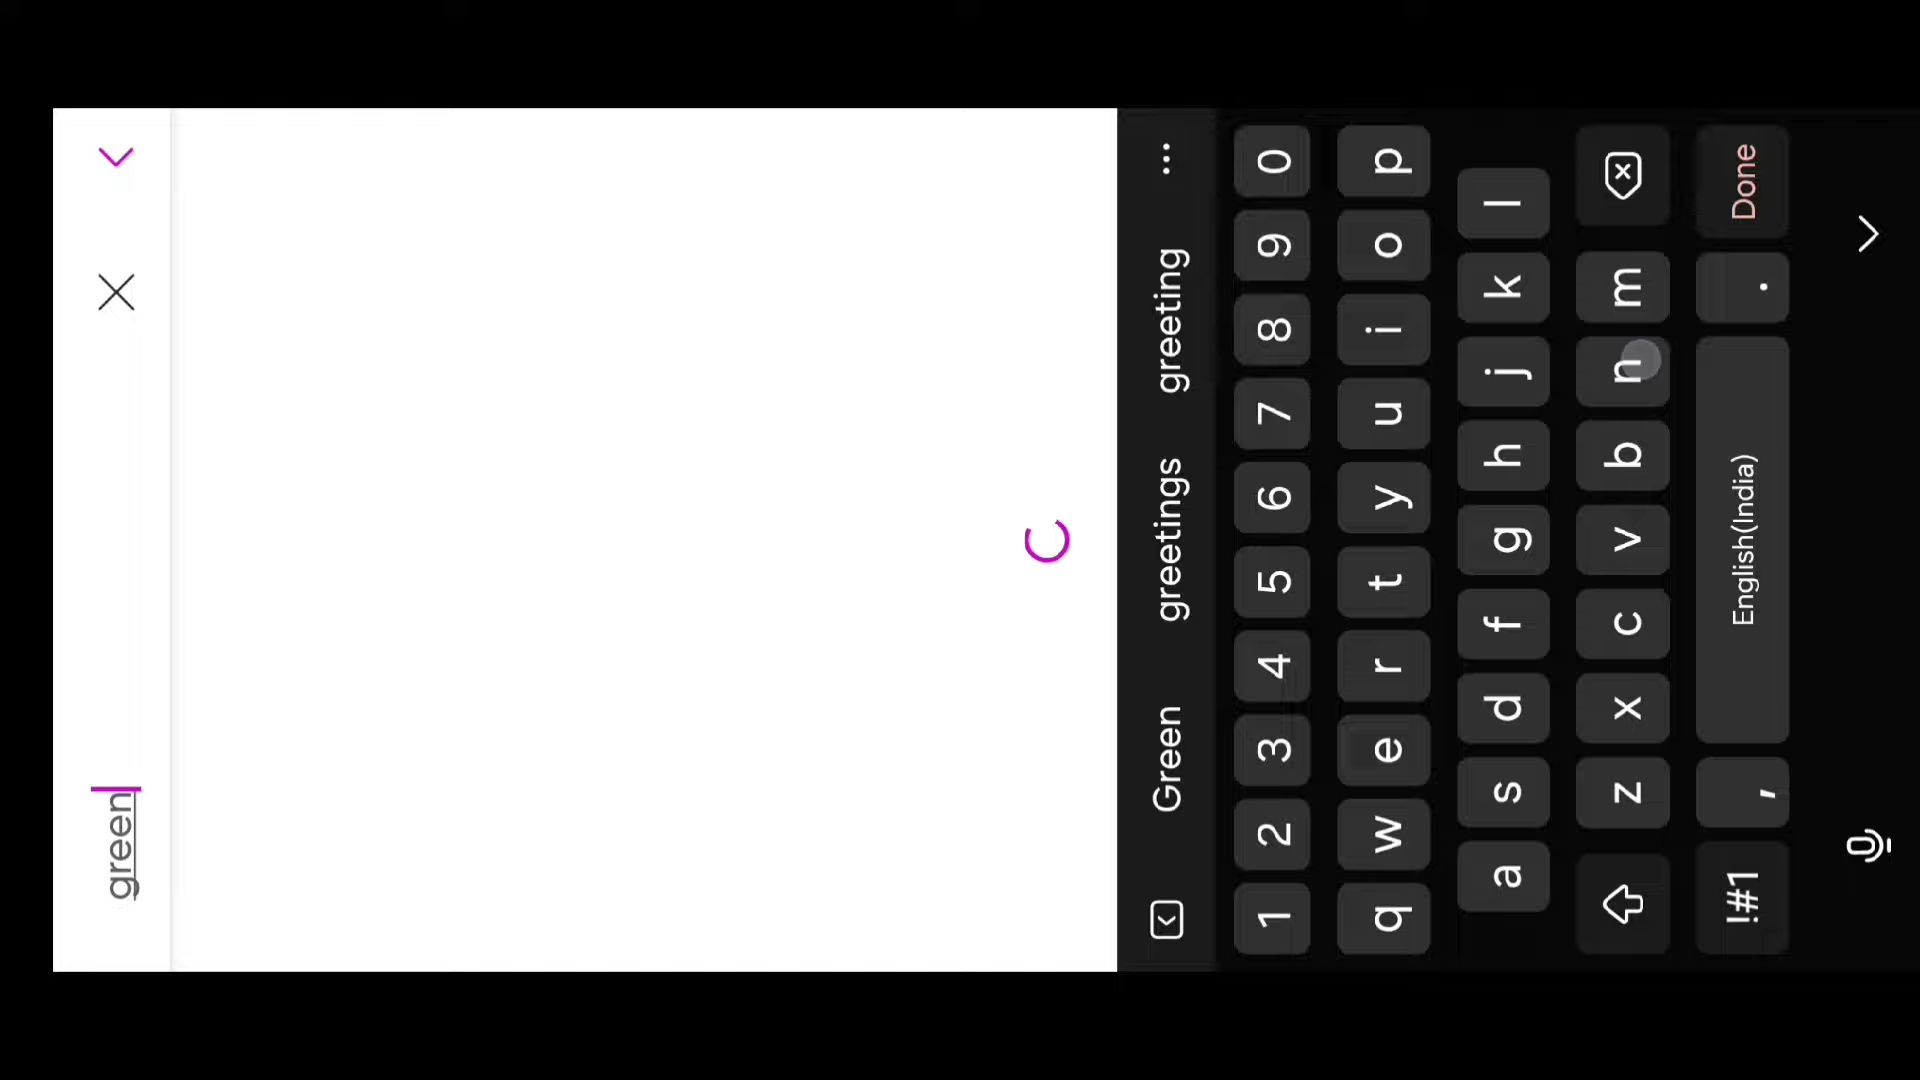 green
Green greetings greeting ...
1 2 3 4 5 6 7 8 9 0
q w e r t y u i o p
a s d f g h j k l
z x c v b n m
!#1 , English(India) . Done